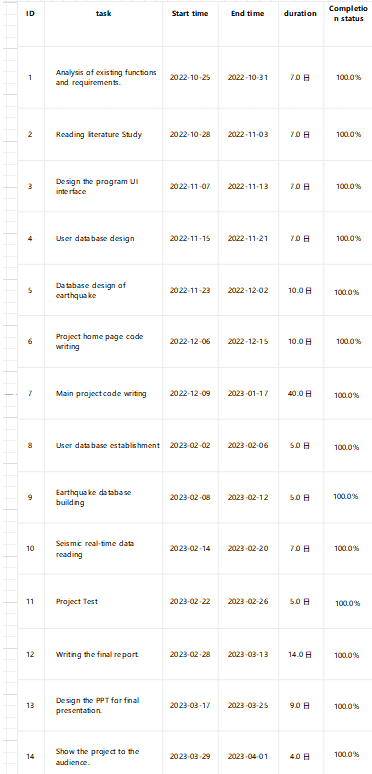 ID task Start time End time duration Completio
n status
1 Analysis of existing functions
and requirements. 2022-10-25 2022-10-31 7.0 日 100.0%
2 Reading literature Study 2022-10-28 2022-11-03 7.0 日 100.0%
3 Design the program UI
interface 2022-11-07 2022-11-13 7.0 日 100.0%
4 User database design 2022-11-15 2022-11-21 7.0 日 100.0%
5 Database design of
earthquake 2022-11-23 2022-12-02 10.0 日 100.0%
6 Project home page code
writing 2022-12-06 2022-12-15 10.0 日 100.0%
7 Main project code writing 2022-12-09 2023-01-17 40.0 日 100.0%
8 User database establishment 2023-02-02 2023-02-06 5.0 日 100.0%
9 Earthquake database
building 2023-02-08 2023-02-12 5.0 日 100.0%
10 Seismic real-time data
reading 2023-02-14 2023-02-20 7.0 日 100.0%
11 Project Test 2023-02-22 2023-02-26 5.0 日 100.0%
12 Writing the final report. 2023-02-28 2023-03-13 14.0 日 100.0%
13 Design the PPT for final
presentation. 2023-03-17 2023-03-25 9.0 日 100.0%
14 Show the project to the
audience. 2023-03-29 2023-04-01 4.0 日 100.0%